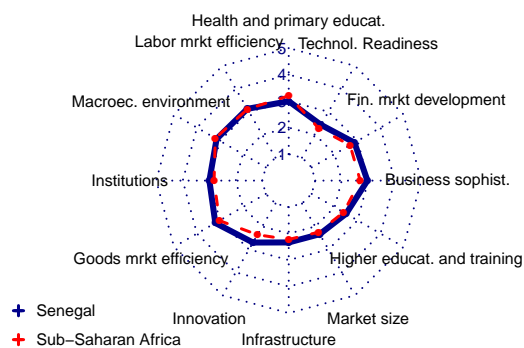 Health and primary educat.
Labor mrkt efficiency
5
Technol. Readiness
4
Macroec. environment
Fin. mrkt development
2
1
Institutions
Business sophist.
Goods mrkt efficiency
Higher educat. and training
Innovation
Market size
Infrastructure
Senegal
Sub−Saharan Africa